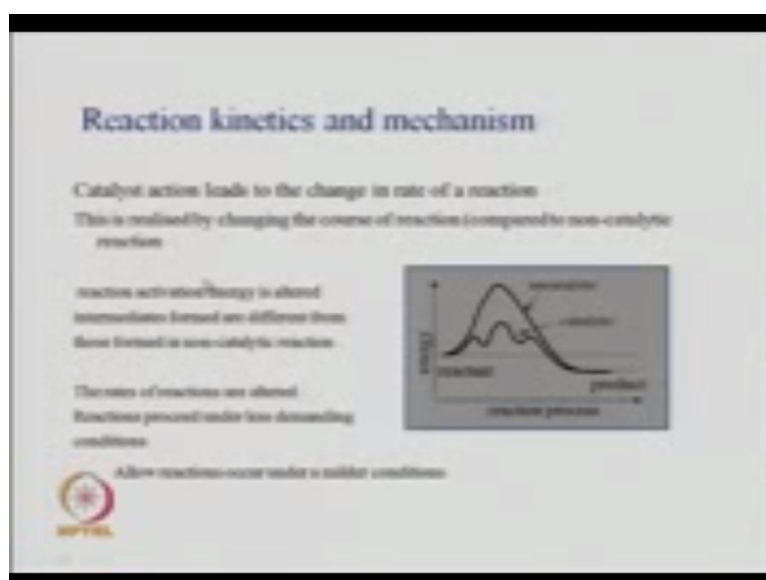 Reaction kinetics and mechanism
Catalyst action leads to the change in rate of a reaction
This is realised by changing the course of reaction (compared to non-catalytic
reaction
reaction activation energy is altered
intermediates formed are different from
those formed in non-catalytic reaction
The rates of reactions are altered
Reactions proceed under less demanding
conditions
Allow reactions occur under a milder conditions
reactant
product
reaction process
NPTEL